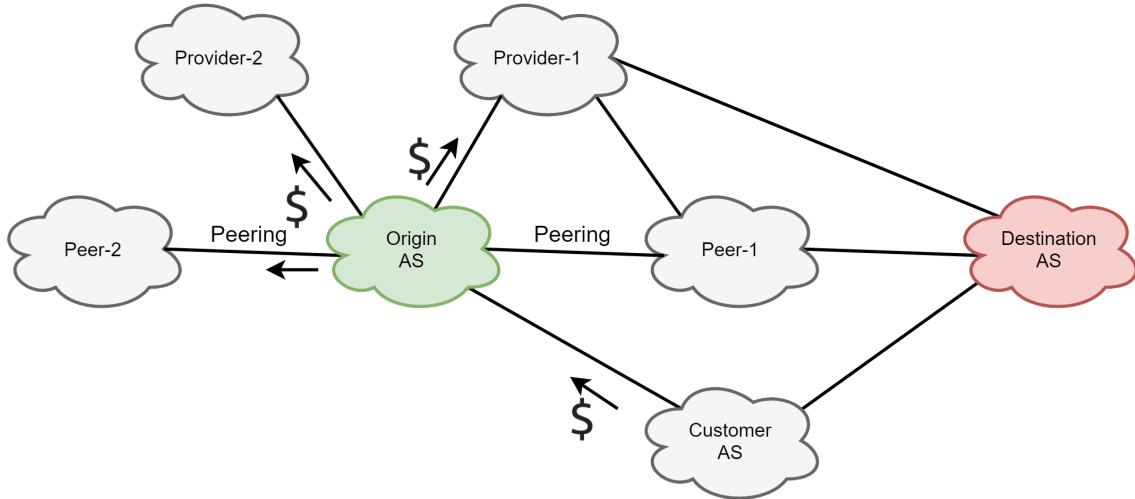 Provider-2
Provider-1
$
$
Peer-2
Peering
Origin
AS
Peering
Peer-1
Destination
AS
$
Customer
AS